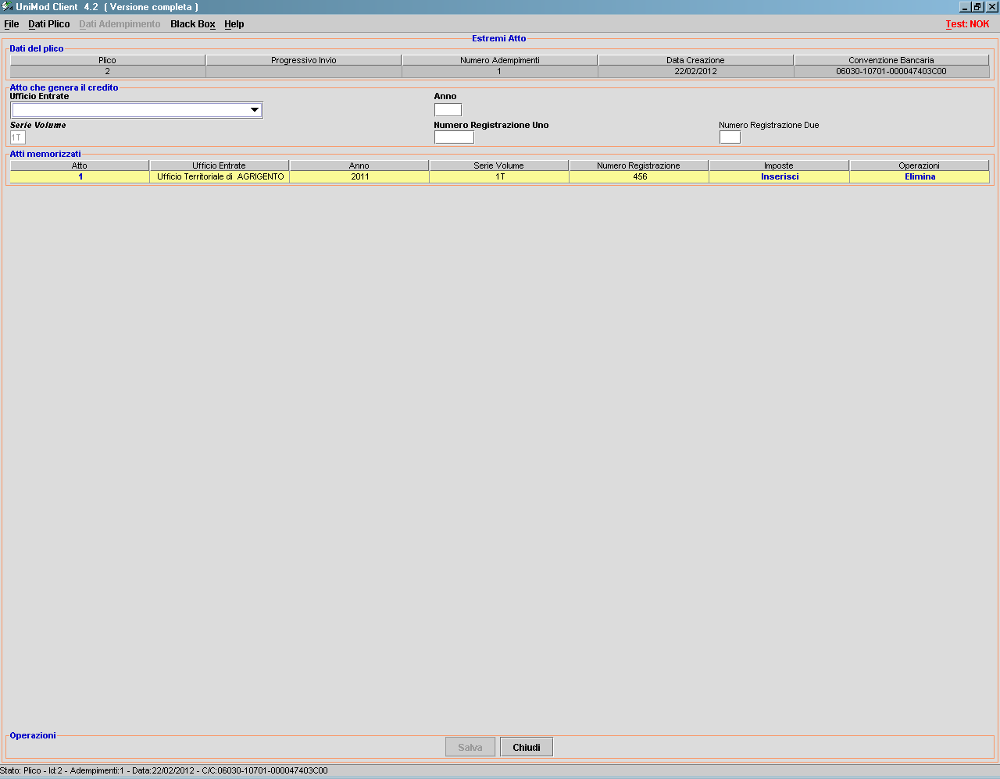 UniMod Client 4.2 ( Versione completa )
File Dati Plico Dati Adempimento Black Box Help Test: NOK
Estremi Atto
Dati del plico
Plico Progressivo Invio Numero Adempimenti Data Creazione Convenzione Bancaria
2 1 22/02/2012 06030-10701-000047403C00
Atto che genera il credito
Ufficio Entrate Anno
Serie Volume Numero Registrazione Uno Numero Registrazione Due
1T
Atti memorizzati
Atto Ufficio Entrate Anno Serie Volume Numero Registrazione Imposte Operazioni
1 Ufficio Territoriale di AGRIGENTO 2011 1T 456 Inserisci Elimina
Operazioni
Salva Chiudi
Stato: Plico - Id:2 - Adempimenti:1 - Data:22/02/2012 - C/C:06030-10701-000047403C00